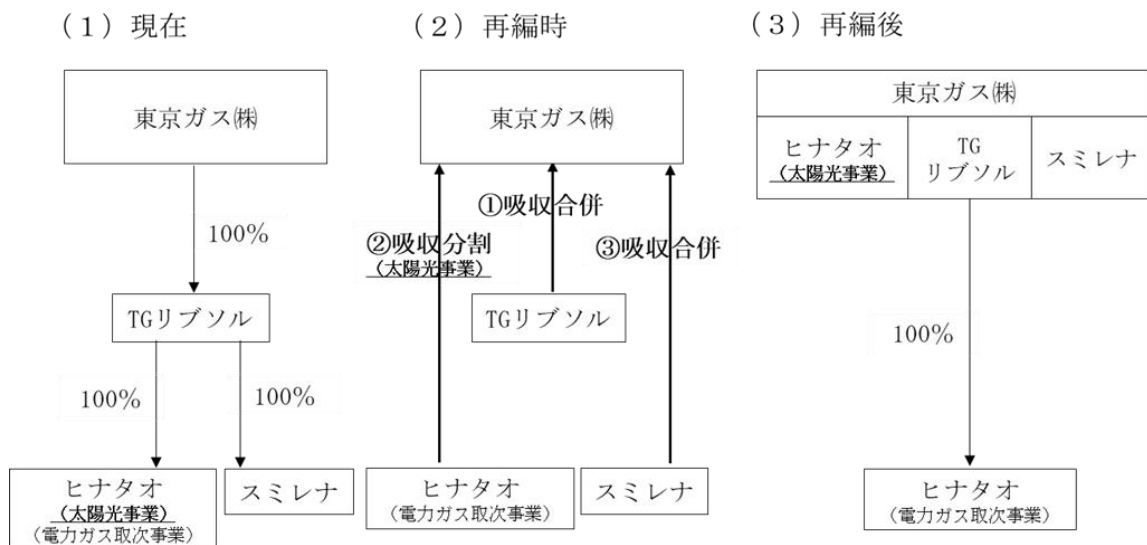 （1）現在
東京ガス㈱
100%
TGリブソル
100%
100%
ヒナタオ
（太陽光事業）
（電力ガス取次事業）
スミレナ
（2）再編時
東京ガス㈱
①吸収合併
②吸収分割
（太陽光事業）
③吸収合併
TGリブソル
ヒナタオ
（電力ガス取次事業）
スミレナ
（3）再編後
東京ガス㈱
ヒナタオ
（太陽光事業）
TG
リブソル
スミレナ
100%
ヒナタオ
（電力ガス取次事業）